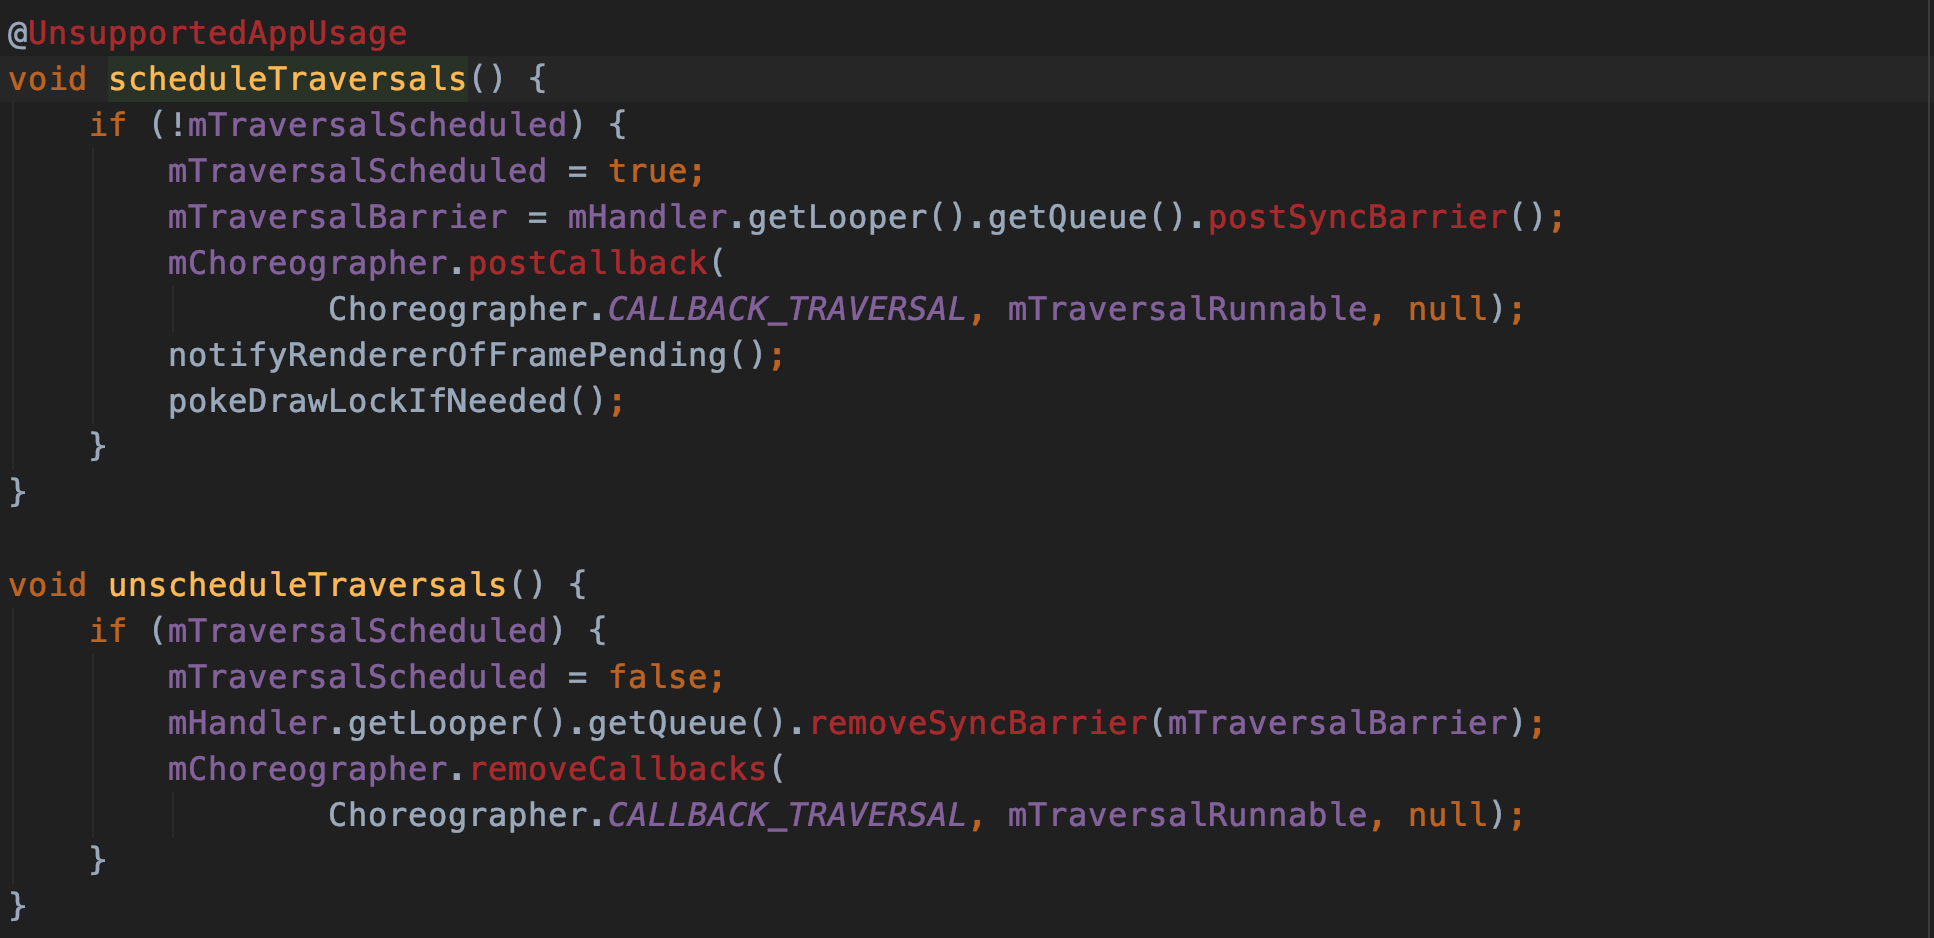 @UnsupportedAppUsage
void scheduleTraversals() {
    if (!mTraversalScheduled) {
        mTraversalScheduled = true;
        mTraversalBarrier = mHandler.getLooper().getQueue().postSyncBarrier();
        mChoreographer.postCallback(
                Choreographer.CALLBACK_TRAVERSAL, mTraversalRunnable, null);
        notifyRendererOfFramePending();
        pokeDrawLockIfNeeded();
    }
}

void unscheduleTraversals() {
    if (mTraversalScheduled) {
        mTraversalScheduled = false;
        mHandler.getLooper().getQueue().removeSyncBarrier(mTraversalBarrier);
        mChoreographer.removeCallbacks(
                Choreographer.CALLBACK_TRAVERSAL, mTraversalRunnable, null);
    }
}